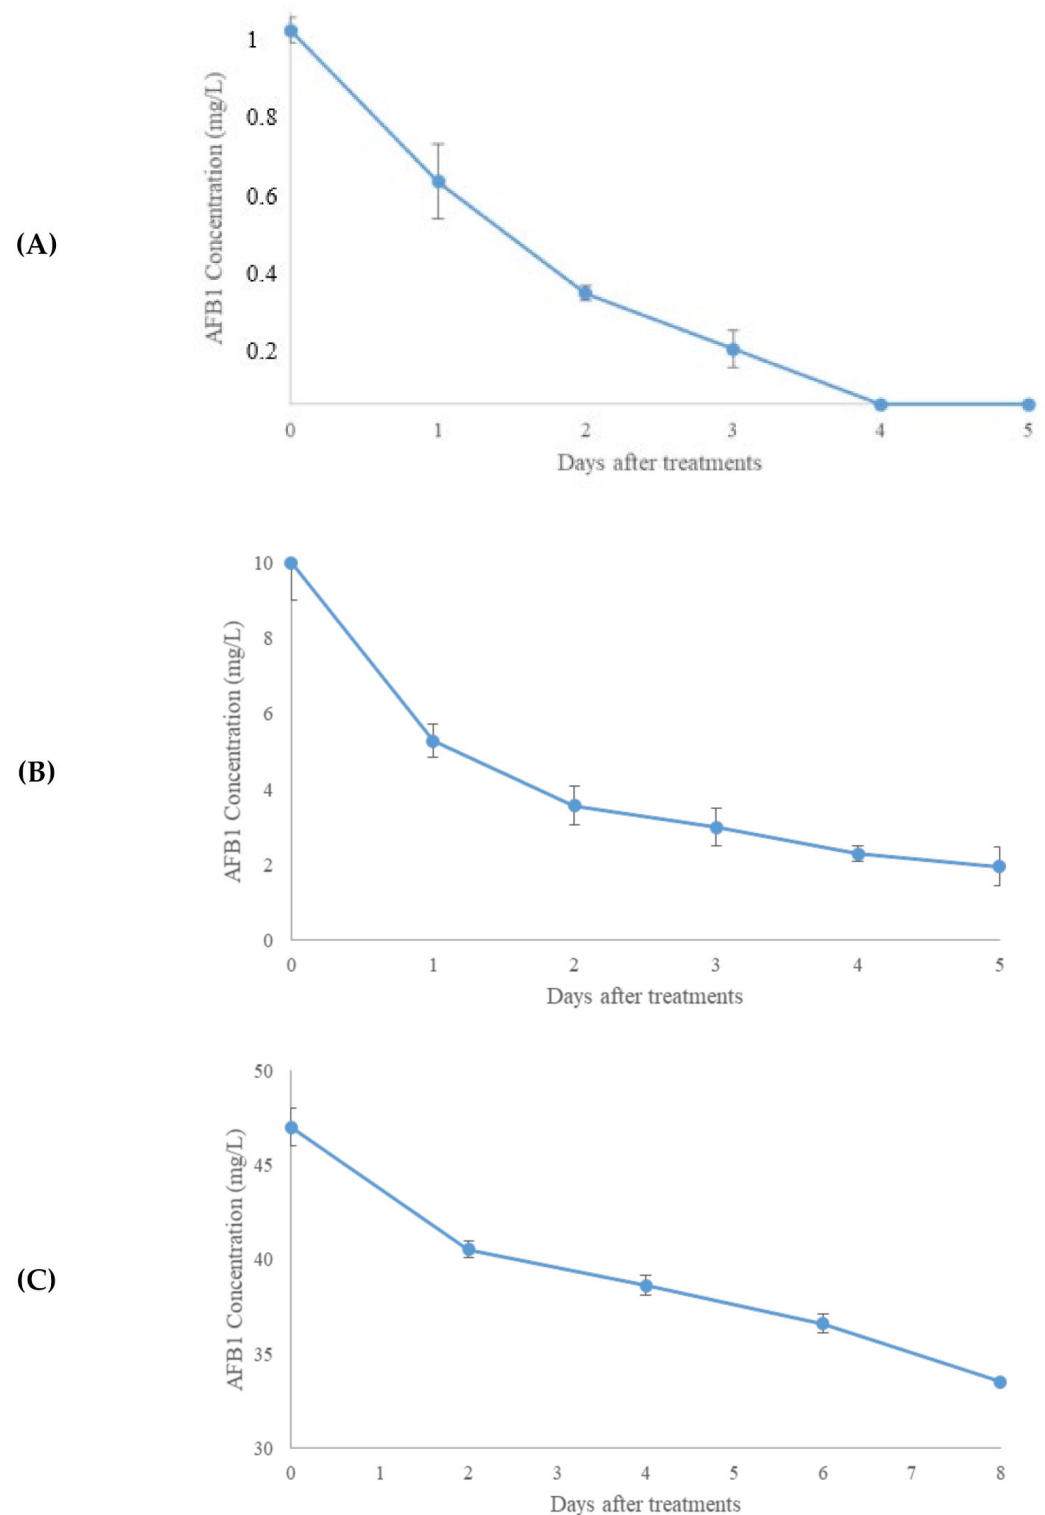 (A)
AFB1 Concentration (mg/L)
1
0.8
0.6
0.4
0.2
0 1 2 3 4 5
Days after treatments
(B)
AFB1 Concentration (mg/L)
10
8
6
4
2
0
0 1 2 3 4 5
Days after treatments
(C)
AFB1 Concentration (mg/L)
50
45
40
35
30
0 1 2 3 4 5 6 7 8
Days after treatments